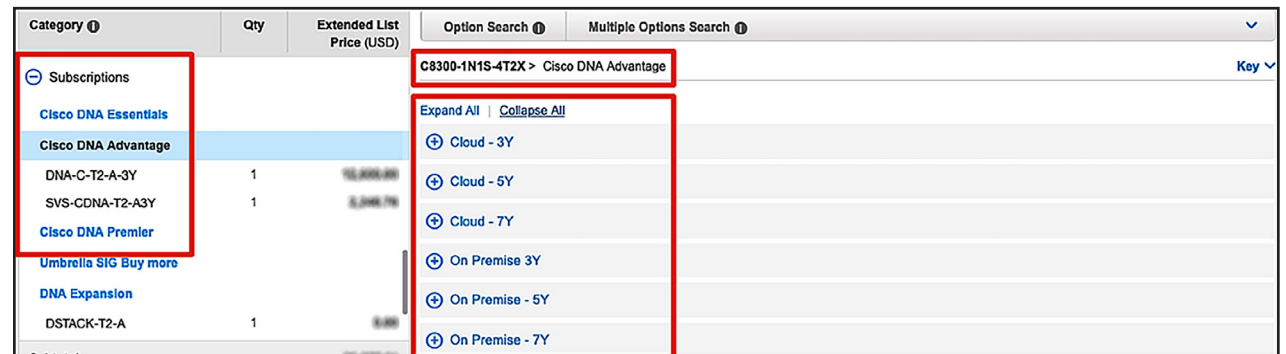 Category
Qty
Extended List
Price (USD)
Subscriptions
Cisco DNA Essentials
Cisco DNA Advantage
DNA-C-T2-A-3Y 1
SVS-CDNA-T2-A3Y 1
Cisco DNA Premier
Umbrella SIG Buy more
DNA Expansion
DSTACK-T2-A 1
Option Search Multiple Options Search
C8300-1N1S-4T2X > Cisco DNA Advantage
Key
Expand All | Collapse All
Cloud - 3Y
Cloud - 5Y
Cloud - 7Y
On Premise 3Y
On Premise - 5Y
On Premise - 7Y